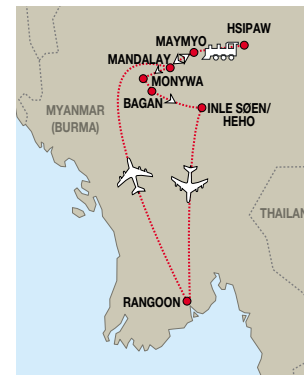 HSIPAW
MAYMYO
MANDALAY
MONYWA
BAGAN
INLE SØEN/
HEHO
MYANMAR
(BURMA)
THAILAN
RANGOON